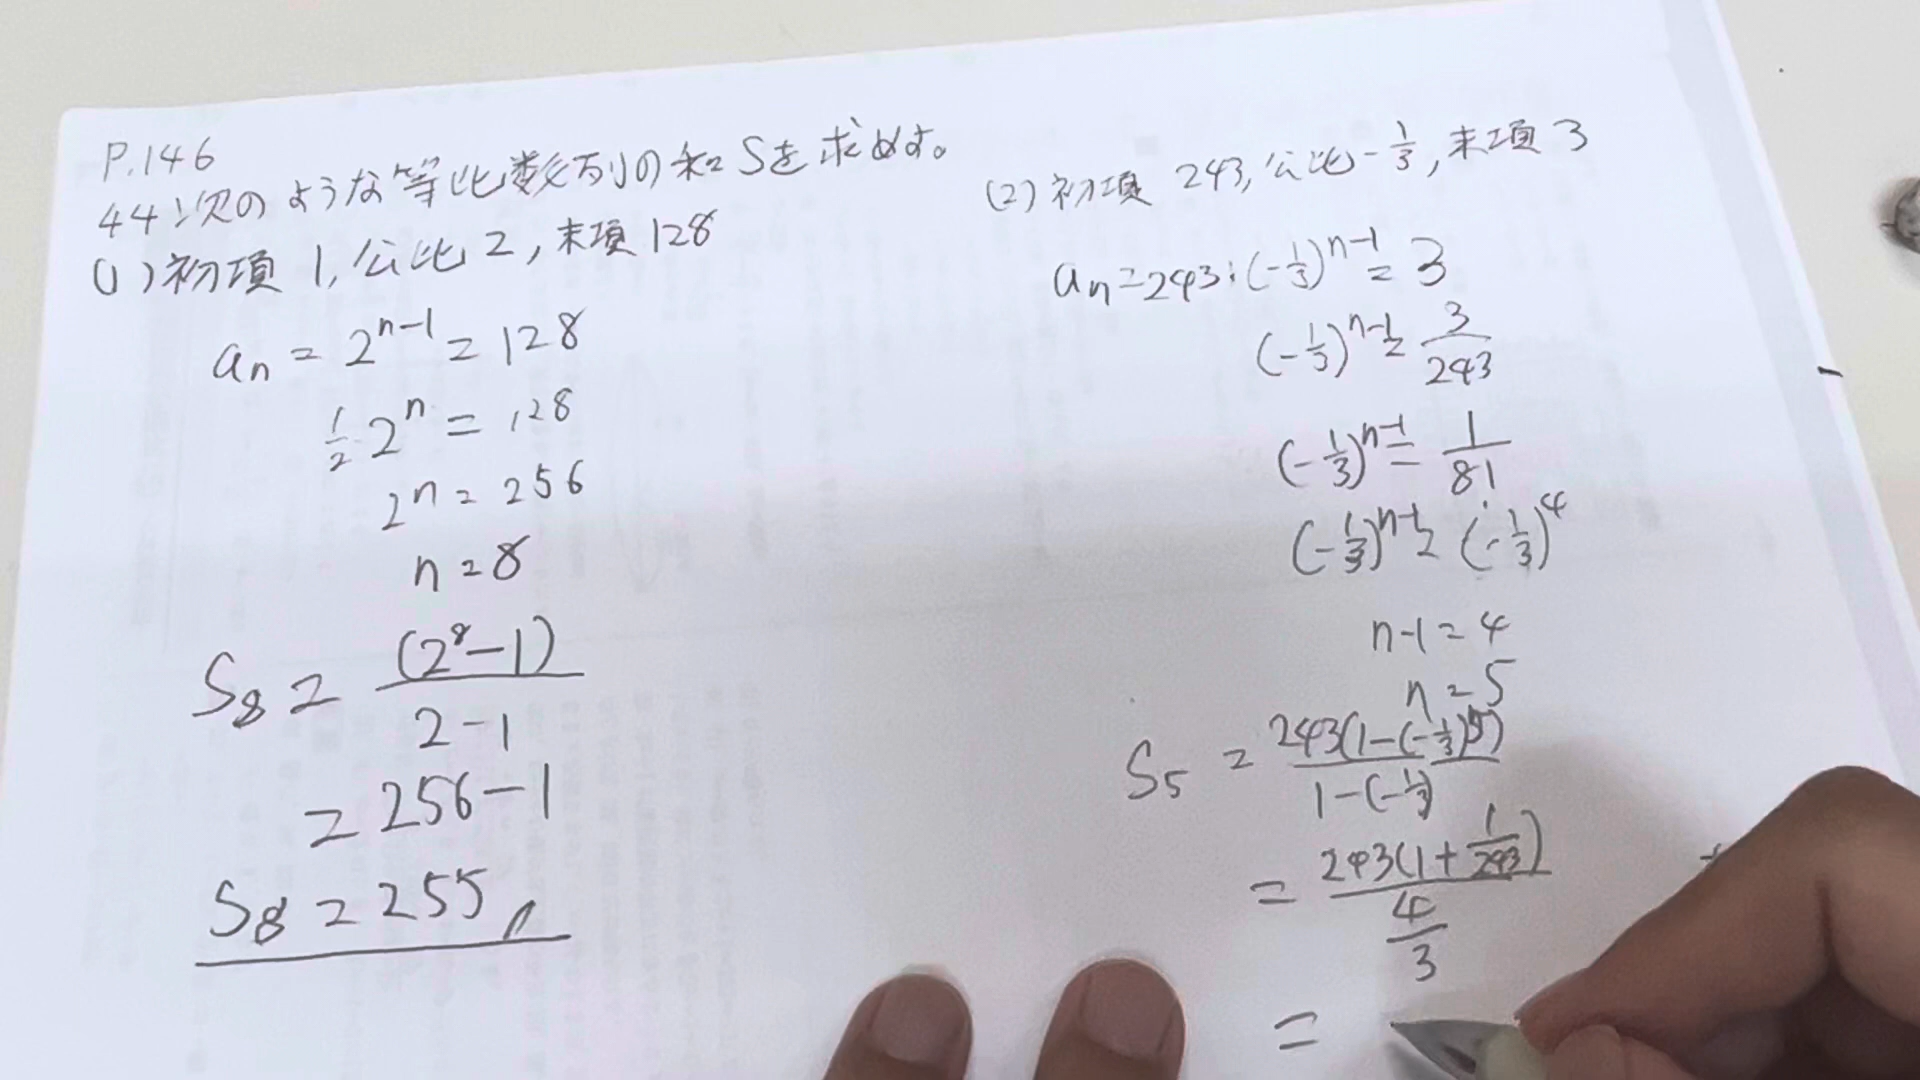 P.146
44 次のような等比数列の和Sを求めよ。
(1) 初項 1, 公比 2, 末項 128
an = 2^{n-1} = 128
1/2・2^n = 128
2^n = 256
n = 8
S8 = (2^8-1)/(2-1)
= 256-1
S8 = 255
(2) 初項 243, 公比 -1/3, 末項 3
an = 243・(-1/3)^{n-1} = 3
(-1/3)^{n-1} = 3/243
(-1/3)^{n-1} = 1/81
(-1/3)^{n-1} = (-1/3)^4
n-1 = 4
n = 5
S5 = 243(1-(-1/3)^5)/(1-(-1/3))
= 243(1+1/243)/(4/3)
=